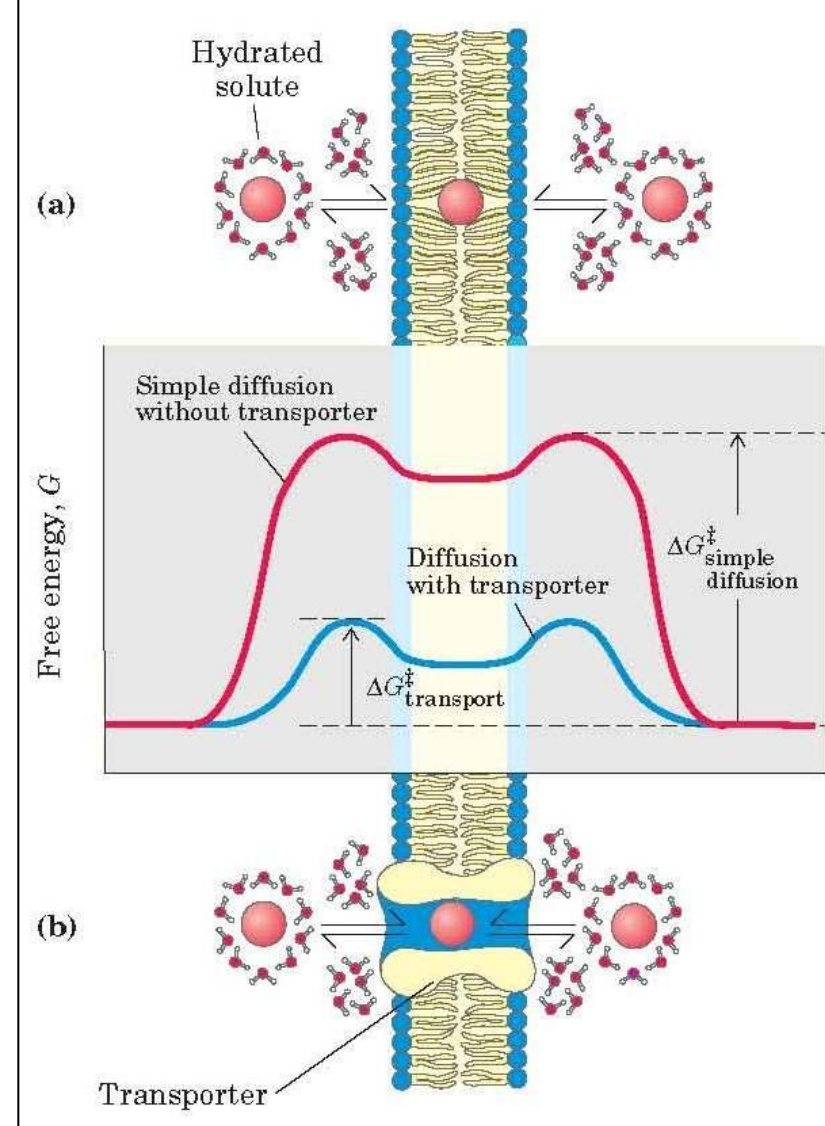 Hydrated
solute
(a)
Simple diffusion
without transporter
Free energy, G
Diffusion
with transporter
ΔG‡simple
diffusion
ΔG‡transport
(b)
Transporter